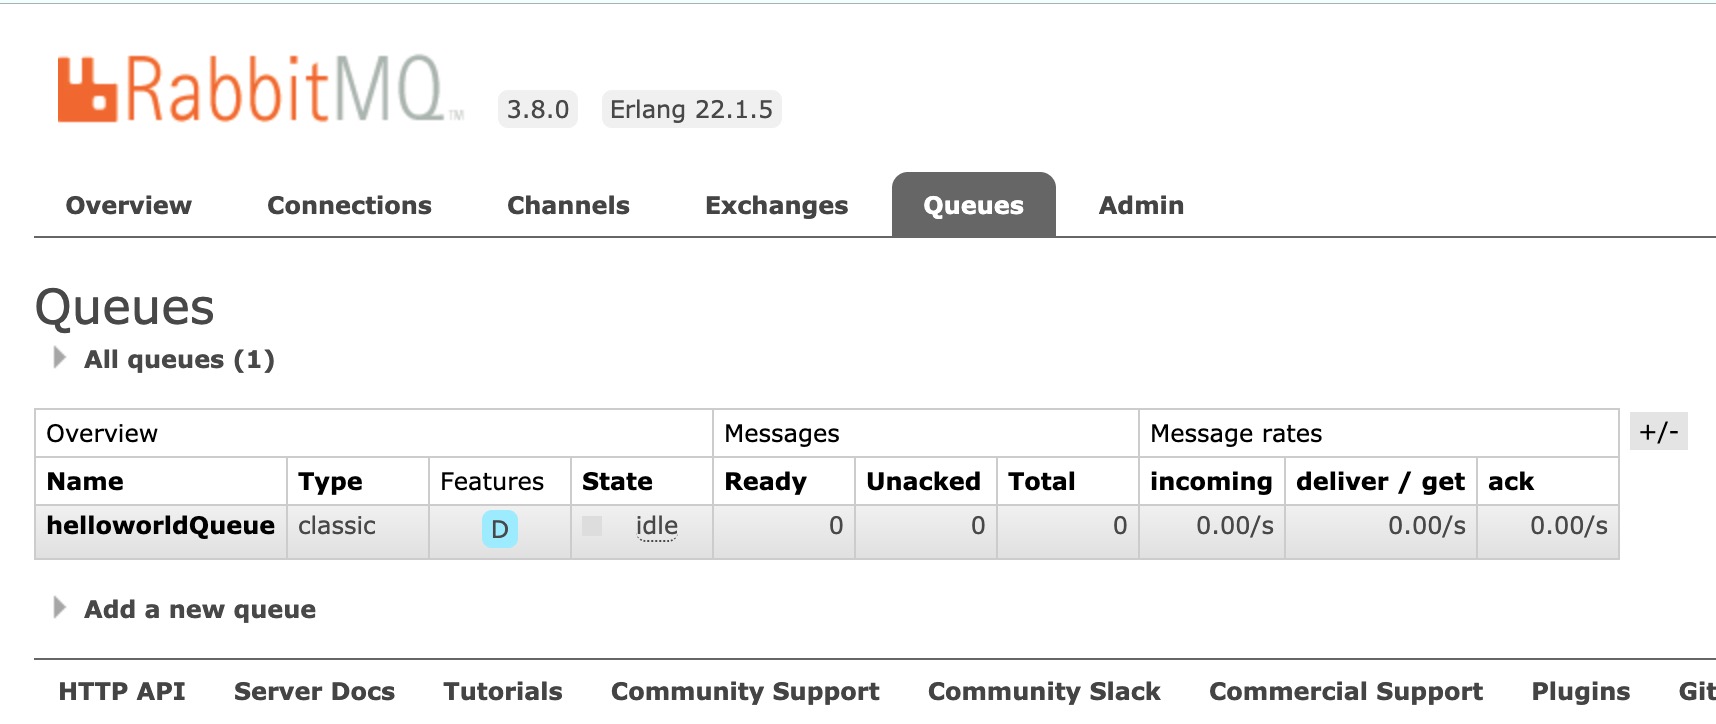 RabbitMQ TM 3.8.0 Erlang 22.1.5
Overview Connections Channels Exchanges Queues Admin
Queues
All queues (1)
Overview Messages Message rates +/-
Name Type Features State Ready Unacked Total incoming deliver / get ack
helloworldQueue classic D idle 0 0 0 0.00/s 0.00/s 0.00/s
Add a new queue
HTTP API Server Docs Tutorials Community Support Community Slack Commercial Support Plugins Git